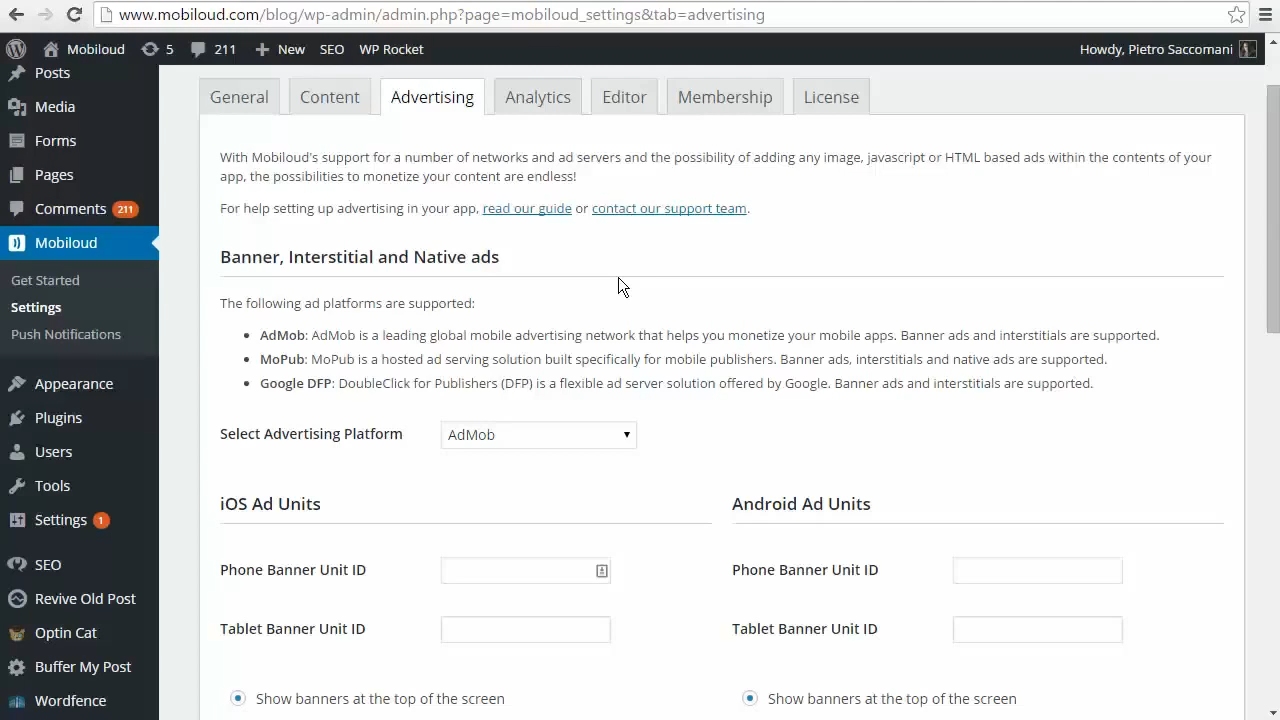 www.mobiloud.com/blog/wp-admin/admin.php?page=mobiloud_settings&tab=advertising
Mobiloud 5 211 New SEO WP Rocket Howdy, Pietro Saccomani
Posts
Media
Forms
Pages
Comments 211
Mobiloud
Get Started
Settings
Push Notifications
Appearance
Plugins
Users
Tools
Settings 1
SEO
Revive Old Post
Optin Cat
Buffer My Post
Wordfence
General Content Advertising Analytics Editor Membership License
With Mobiloud's support for a number of networks and ad servers and the possibility of adding any image, javascript or HTML based ads within the contents of your
app, the possibilities to monetize your content are endless!
For help setting up advertising in your app, read our guide or contact our support team.
Banner, Interstitial and Native ads
The following ad platforms are supported:
• AdMob: AdMob is a leading global mobile advertising network that helps you monetize your mobile apps. Banner ads and interstitials are supported.
• MoPub: MoPub is a hosted ad serving solution built specifically for mobile publishers. Banner ads, interstitials and native ads are supported.
• Google DFP: DoubleClick for Publishers (DFP) is a flexible ad server solution offered by Google. Banner ads and interstitials are supported.
Select Advertising Platform AdMob
iOS Ad Units Android Ad Units
Phone Banner Unit ID Phone Banner Unit ID
Tablet Banner Unit ID Tablet Banner Unit ID
Show banners at the top of the screen Show banners at the top of the screen